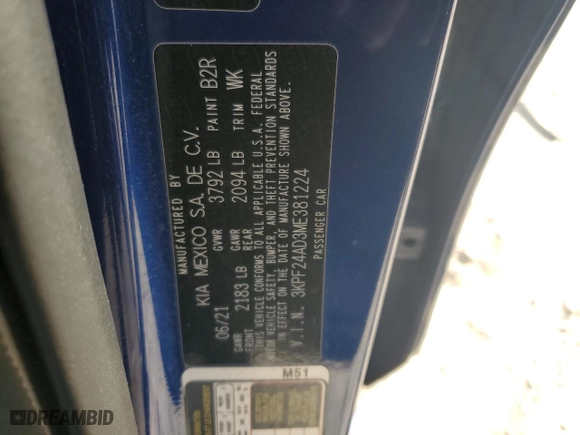 MANUFACTURED BY
KIA MEXICO S.A. DE C.V.
06/21 GVWR 3792 LB PAINT B2R
GAWR FRONT 2183 LB GAWR REAR 2094 LB TRIM WK
THIS VEHICLE CONFORMS TO ALL APPLICABLE U.S.A. FEDERAL
MOTOR VEHICLE SAFETY, BUMPER, AND THEFT PREVENTION STANDARDS
IN EFFECT ON THE DATE OF MANUFACTURE SHOWN ABOVE.
V.I.N. 3KPF24AD3ME381224
PASSENGER CAR
M51
DREAMBID